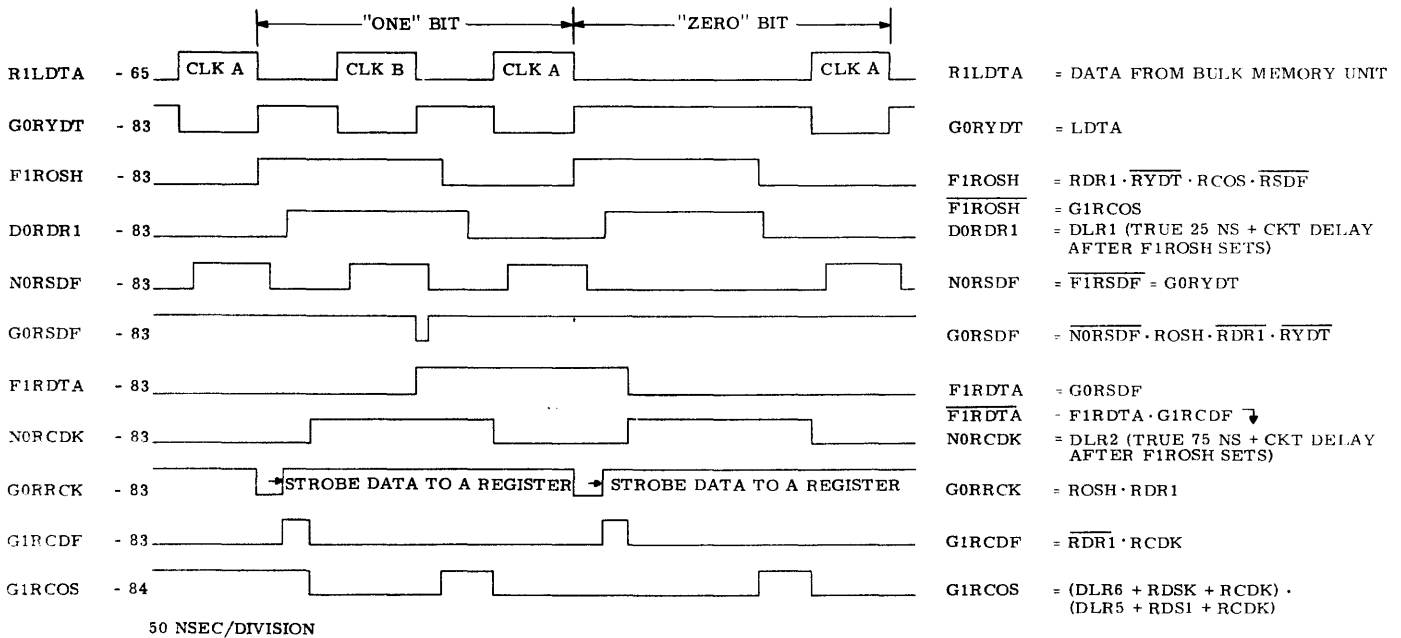 "ONE" BIT "ZERO" BIT
R1LDTA - 65 CLK A CLK B CLK A CLK A R1LDTA = DATA FROM BULK MEMORY UNIT
G0RYDT - 83 G0RYDT = LDTA
F1ROSH - 83 F1ROSH = RDR1 · RYDT · RCOS · RSDF
F1ROSH = G1RCOS
D0RDR1 - 83 D0RDR1 = DLR1 (TRUE 25 NS + CKT DELAY
AFTER F1ROSH SETS)
N0RSDF - 83 N0RSDF = F1RSDF = G0RYDT
G0RSDF - 83 G0RSDF = N0RSDF · ROSH · RDR1 · RYDT
F1RDTA - 83 F1RDTA = G0RSDF
F1RDTA - F1RDTA · G1RCDF
N0RCDK - 83 N0RCDK = DLR2 (TRUE 75 NS + CKT DELAY
AFTER F1ROSH SETS)
G0RRCK - 83 STROBE DATA TO A REGISTER STROBE DATA TO A REGISTER G0RRCK = ROSH · RDR1
G1RCDF - 83 G1RCDF = RDR1 · RCDK
G1RCOS - 84 G1RCOS = (DLR6 + RDSK + RCDK) ·
(DLR5 + RDS1 + RCDK)
50 NSEC/DIVISION